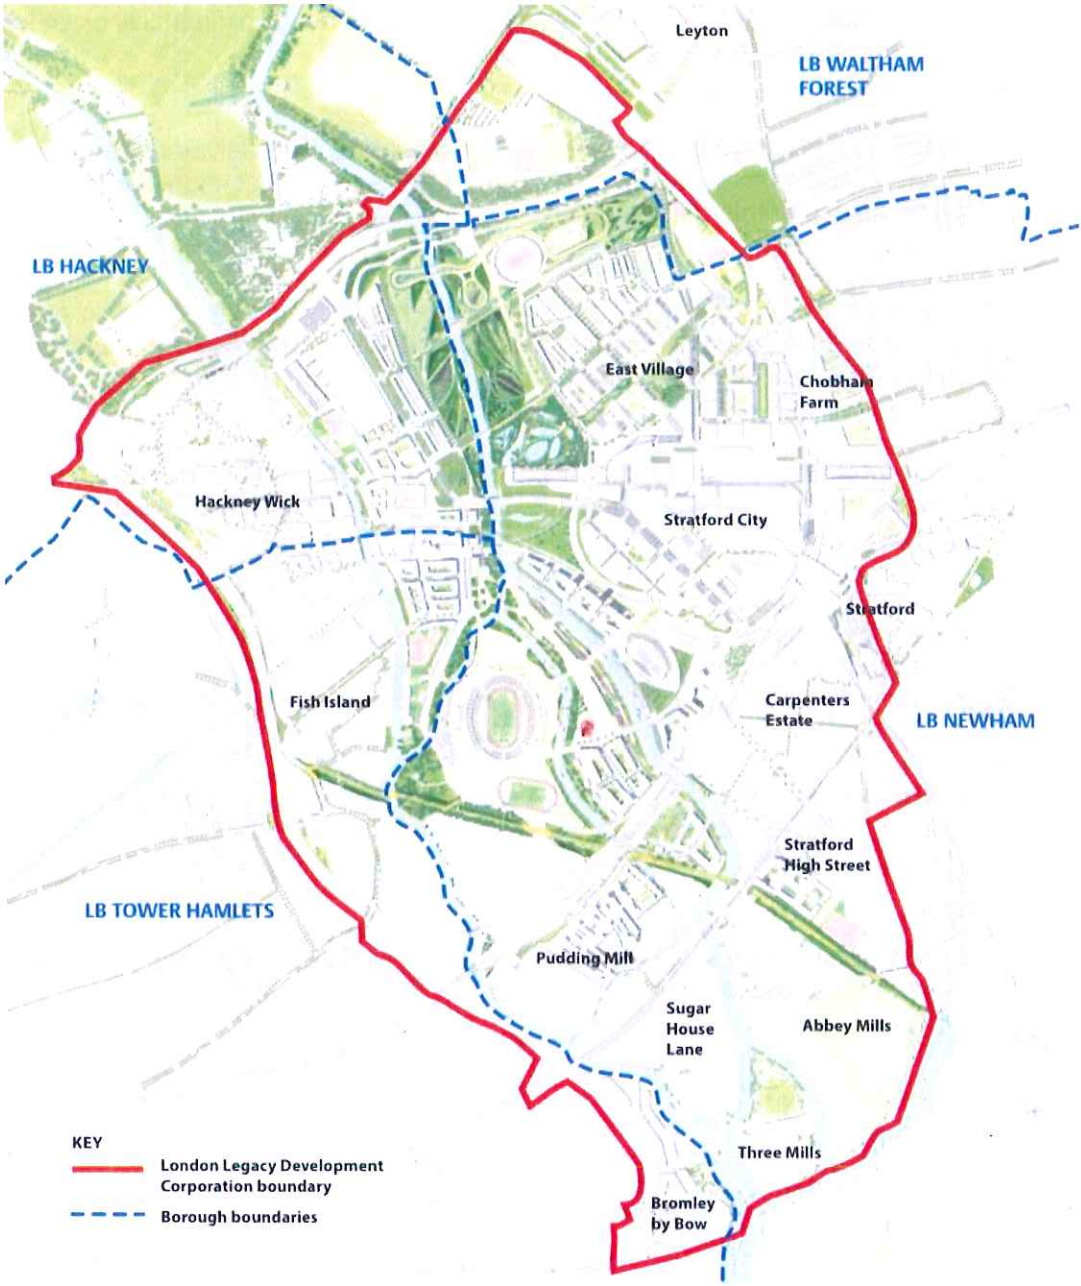 Leyton
LB WALTHAM
FOREST
LB HACKNEY
East Village
Chobham
Farm
Hackney Wick
Stratford City
Stratford
Fish Island
Carpenters
Estate
LB NEWHAM
Stratford
High Street
LB TOWER HAMLETS
Pudding Mill
Sugar
House
Lane
Abbey Mills
Three Mills
Bromley
by Bow
KEY
London Legacy Development
Corporation boundary
Borough boundaries